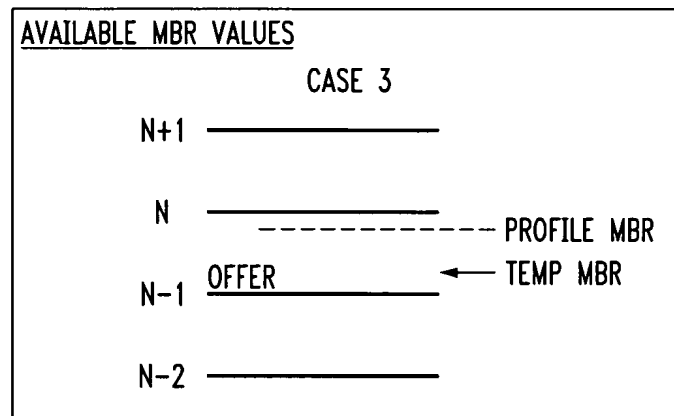 AVAILABLE MBR VALUES
CASE 3
N+1
N
PROFILE MBR
OFFER
TEMP MBR
N-1
N-2